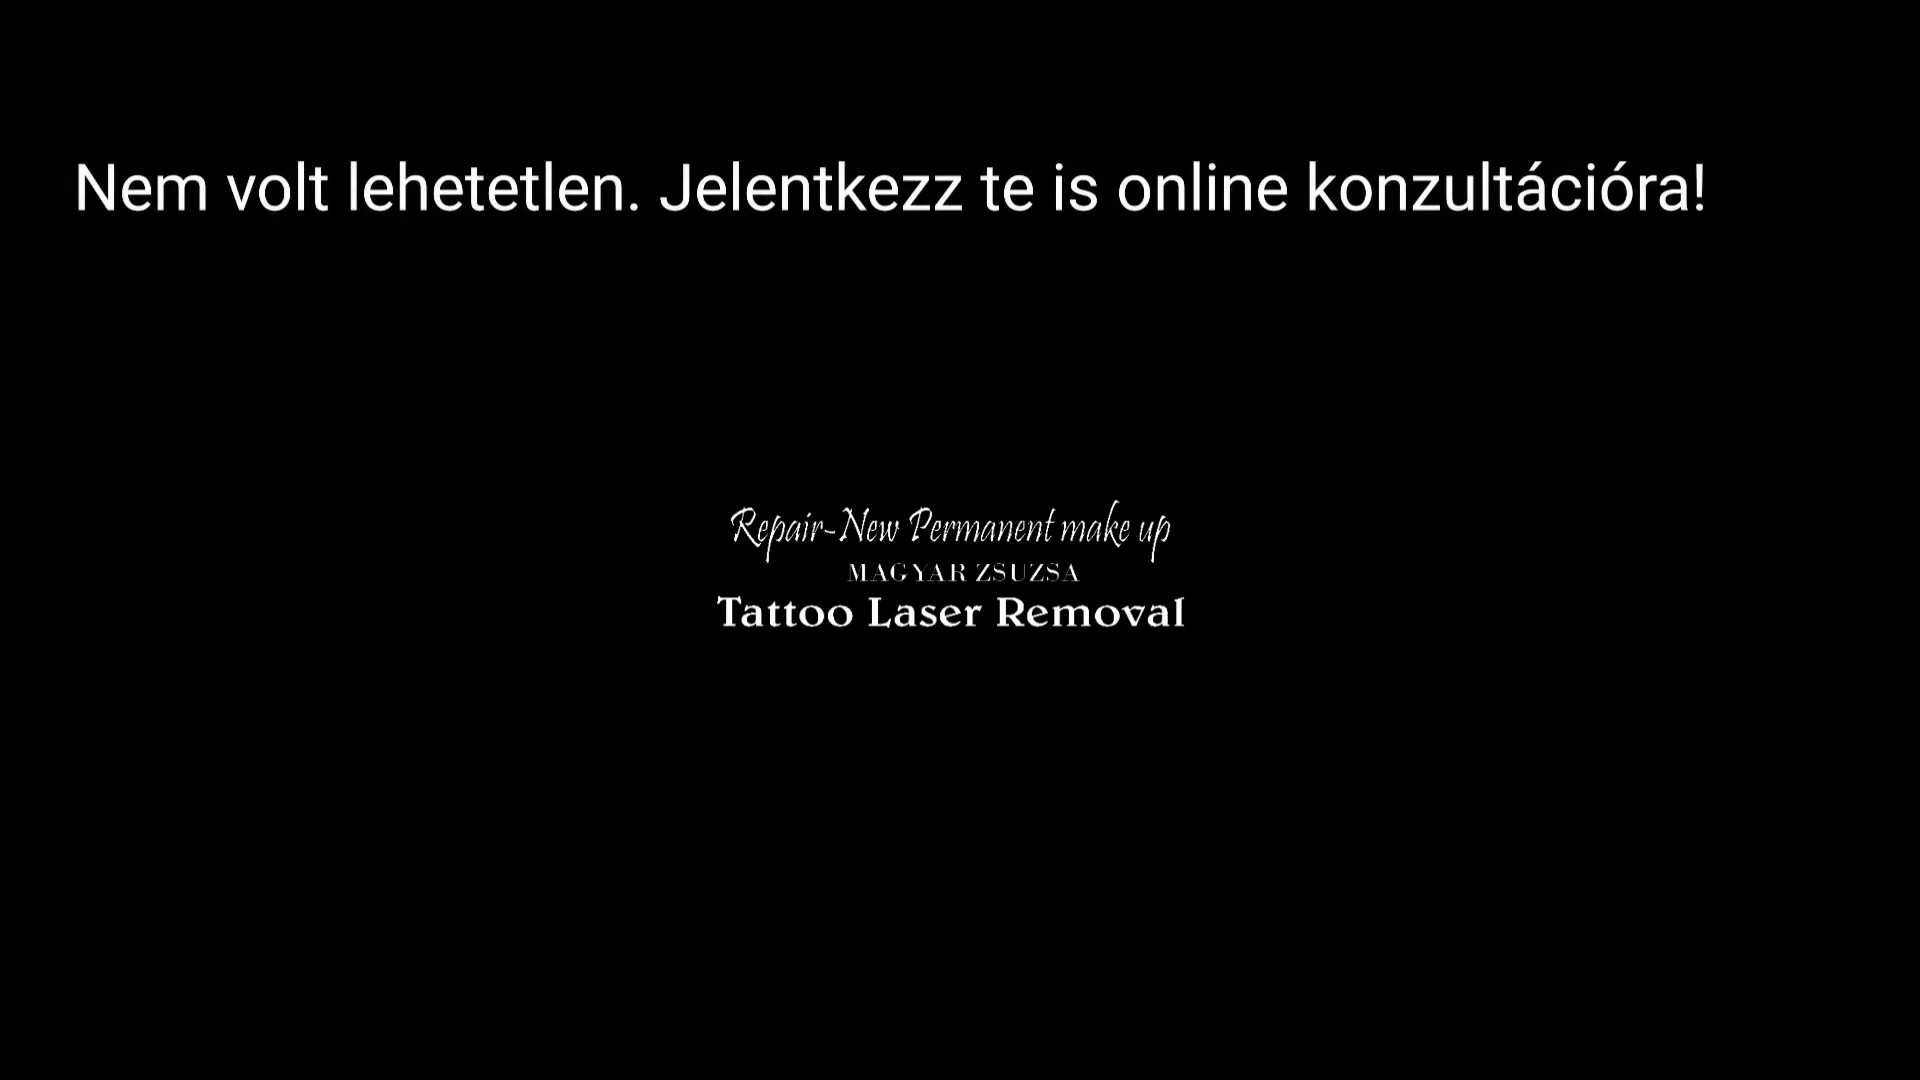 Nem volt lehetetlen. Jelentkezz te is online konzultációra!
Repair-New Permanent make up
MAGYAR ZSUZSA
Tattoo Laser Removal